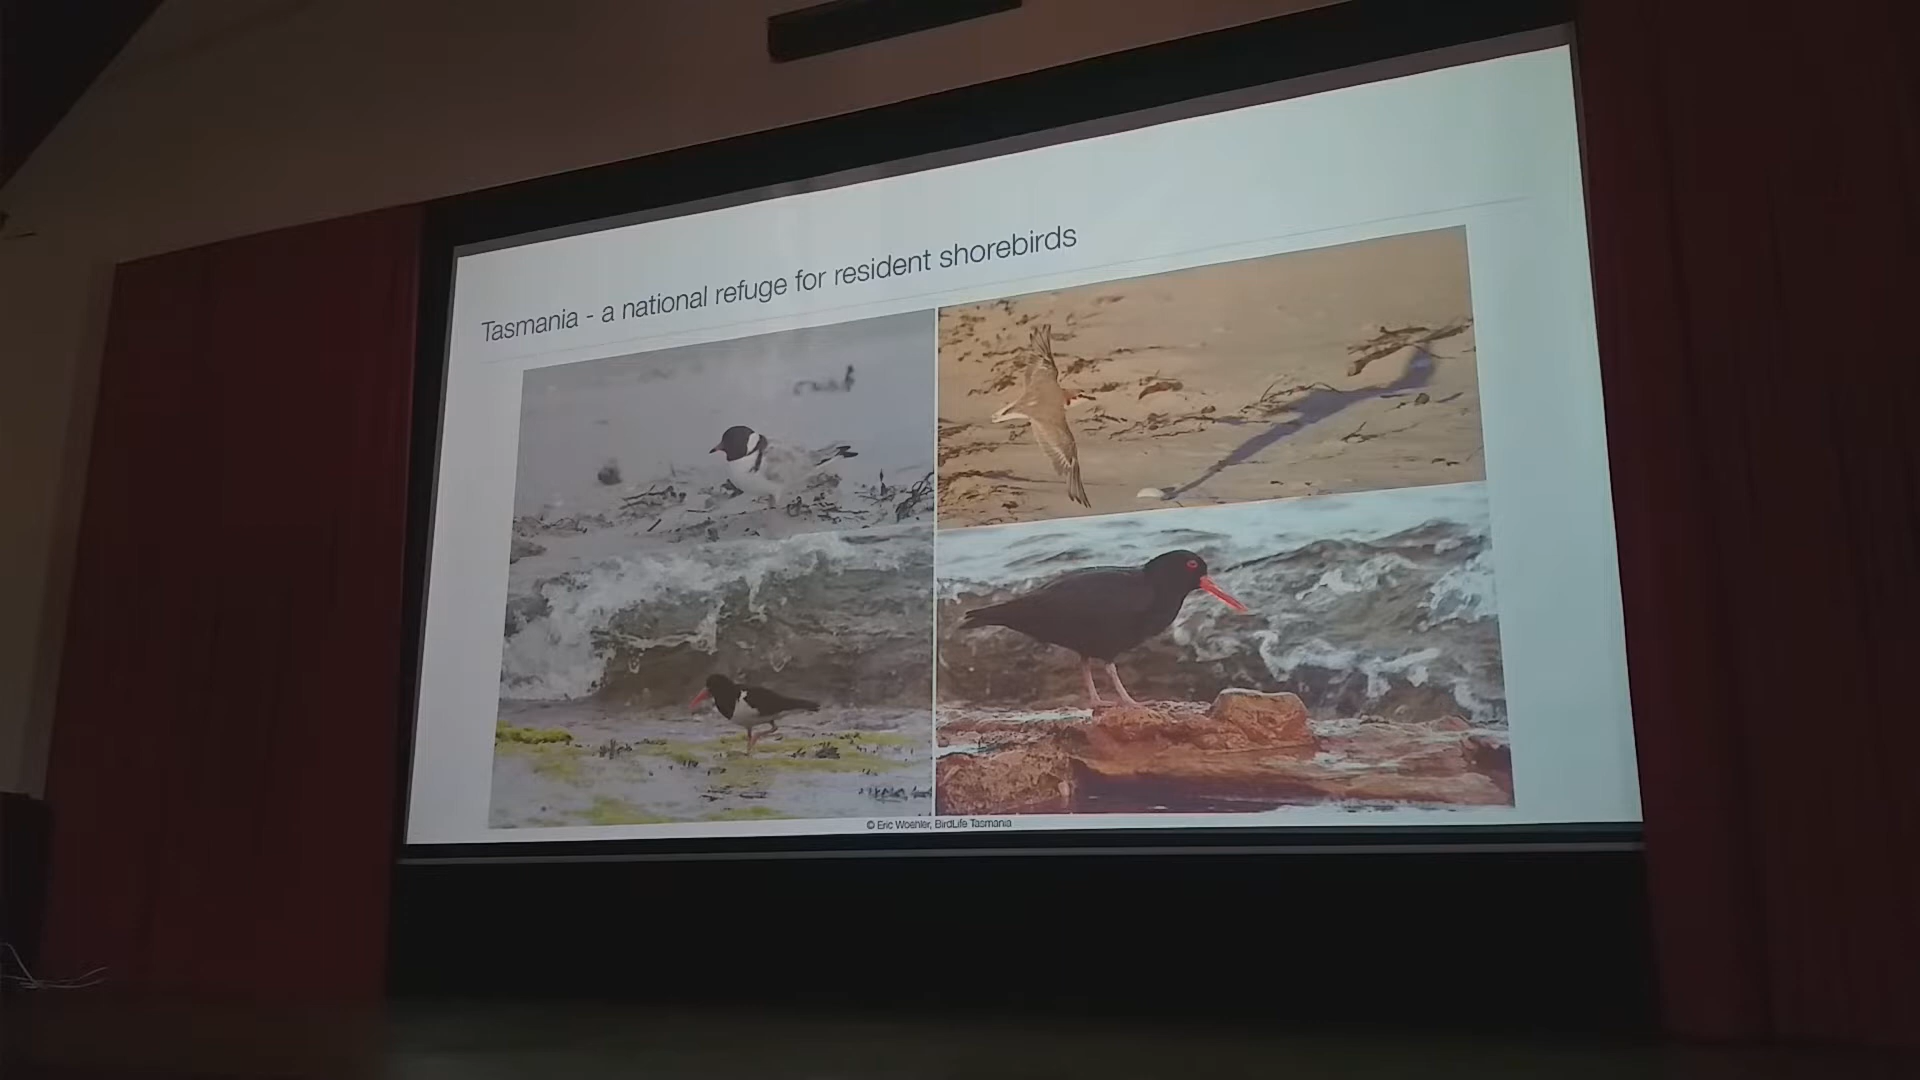 Tasmania - a national refuge for resident shorebirds
© Eric Woehler, BirdLife Tasmania